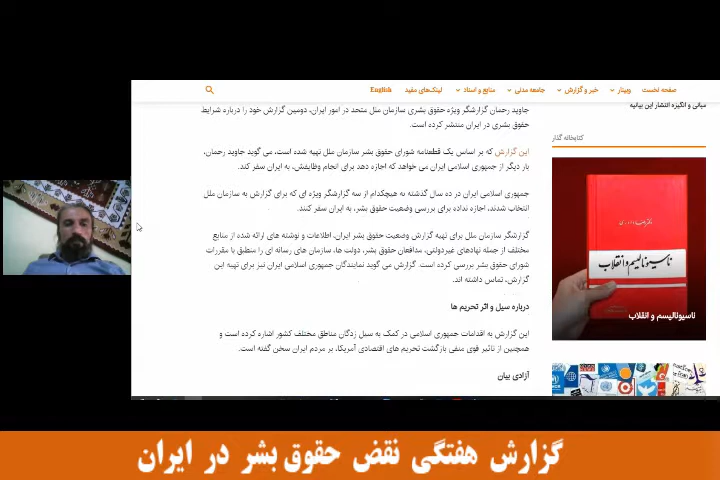 صفحه نخست
وبینار
خبر و گزارش
جامعه مدنی
منابع و اسناد
لینک‌های مفید
English
جاوید رحمان گزارشگر ویژه حقوق بشری سازمان ملل متحد در امور ایران، دومین گزارش خود را درباره شرایط
حقوق بشری در ایران منتشر کرده است.
این گزارش که بر اساس یک قطعنامه شورای حقوق بشر سازمان ملل تهیه شده است، می گوید جاوید رحمان،
بار دیگر از جمهوری اسلامی ایران می خواهد که اجازه دهد برای انجام وظایفش، به ایران سفر کند.
جمهوری اسلامی ایران در ده سال گذشته به هیچکدام از سه گزارشگر ویژه ای که برای گزارش به سازمان ملل
انتخاب شدند، اجازه نداده برای بررسی وضعیت حقوق بشر، به ایران سفر کنند.
گزارشگر سازمان ملل برای تهیه گزارش وضعیت حقوق بشر ایران، اطلاعات و نوشته های ارائه شده از منابع
مختلف از جمله نهادهای غیردولتی، مدافعان حقوق بشر، دولت ها، سازمان های رسانه ای را منطبق با مقررات
شورای حقوق بشر بررسی کرده است. گزارش می گوید نمایندگان جمهوری اسلامی ایران نیز برای تهیه این
گزارش، تماس داشته اند.
درباره سیل و اثر تحریم ها
این گزارش به اقدامات جمهوری اسلامی در کمک به سیل زدگان مناطق مختلف کشور اشاره کرده است و
همچنین از تاثیر قوی منفی بازگشت تحریم های اقتصادی آمریکا، بر مردم ایران سخن گفته است.
آزادی بیان
مبانی و انگیزه انتشار این بیانیه
کتابخانه گذار
ناسیونالیسم و انقلاب
ناسیونالیسم و انقلاب
گزارش هفتگی نقض حقوق بشر در ایران